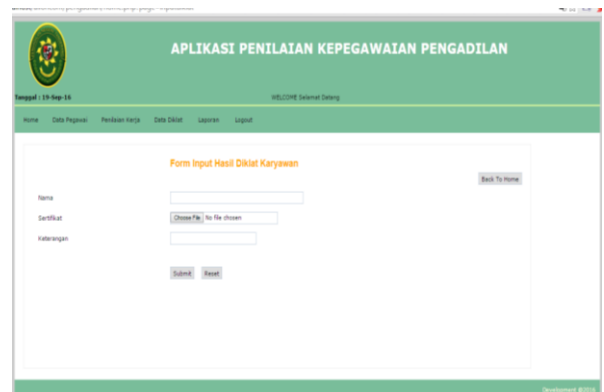 APLIKASI PENILAIAN KEPEGAWAIAN PENGADILAN
Tanggal : 19-Sep-16
WELCOME Selamat Datang
Home Data Pegawai Penilaian Kerja Data Diklat Laporan Logout
Form Input Hasil Diklat Karyawan
Back To Home
Nama
Sertifikat Choose File No file chosen
Keterangan
Submit Reset
Development ©2016